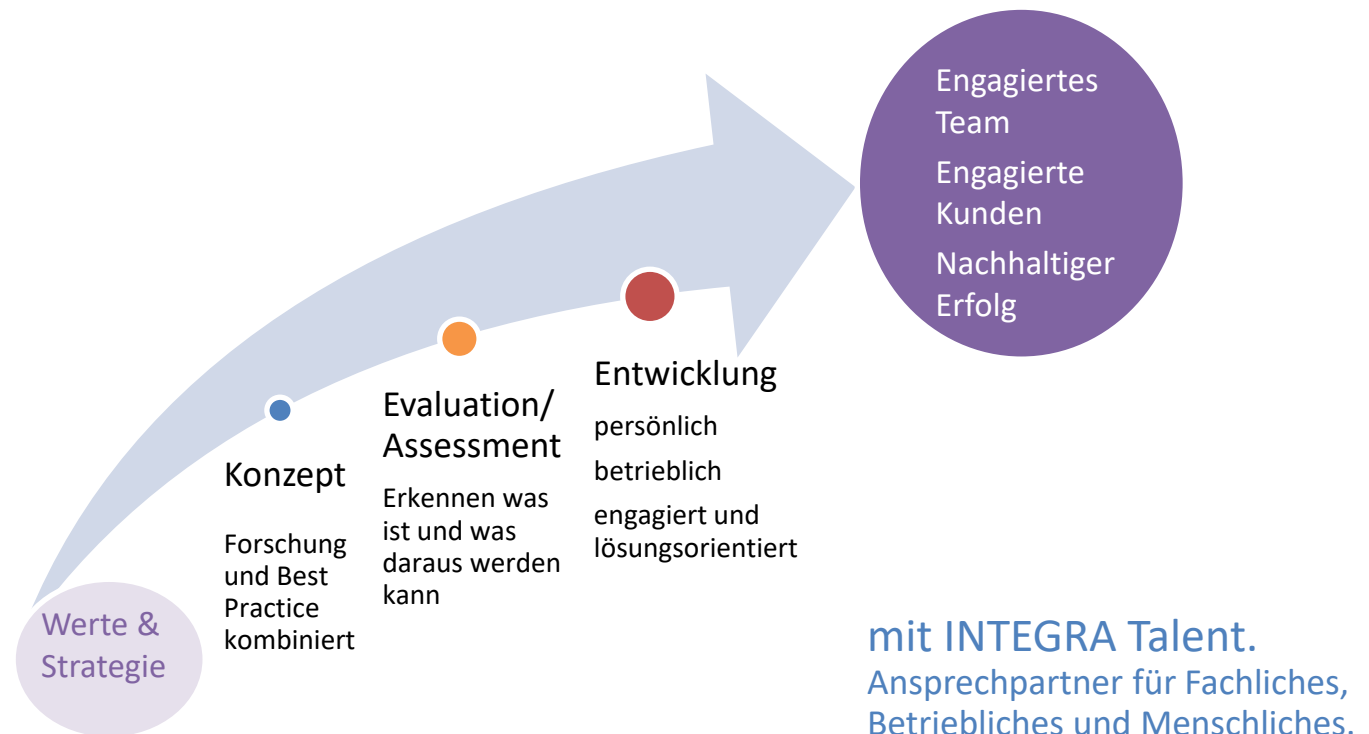 Werte &
Strategie
Konzept
Forschung
und Best
Practice
kombiniert
Evaluation/
Assessment
Erkennen was
ist und was
daraus werden
kann
Entwicklung
persönlich
betrieblich
engagiert und
lösungsorientiert
Engagiertes
Team
Engagierte
Kunden
Nachhaltiger
Erfolg
mit INTEGRA Talent.
Ansprechpartner für Fachliches,
Betriebliches und Menschliches.